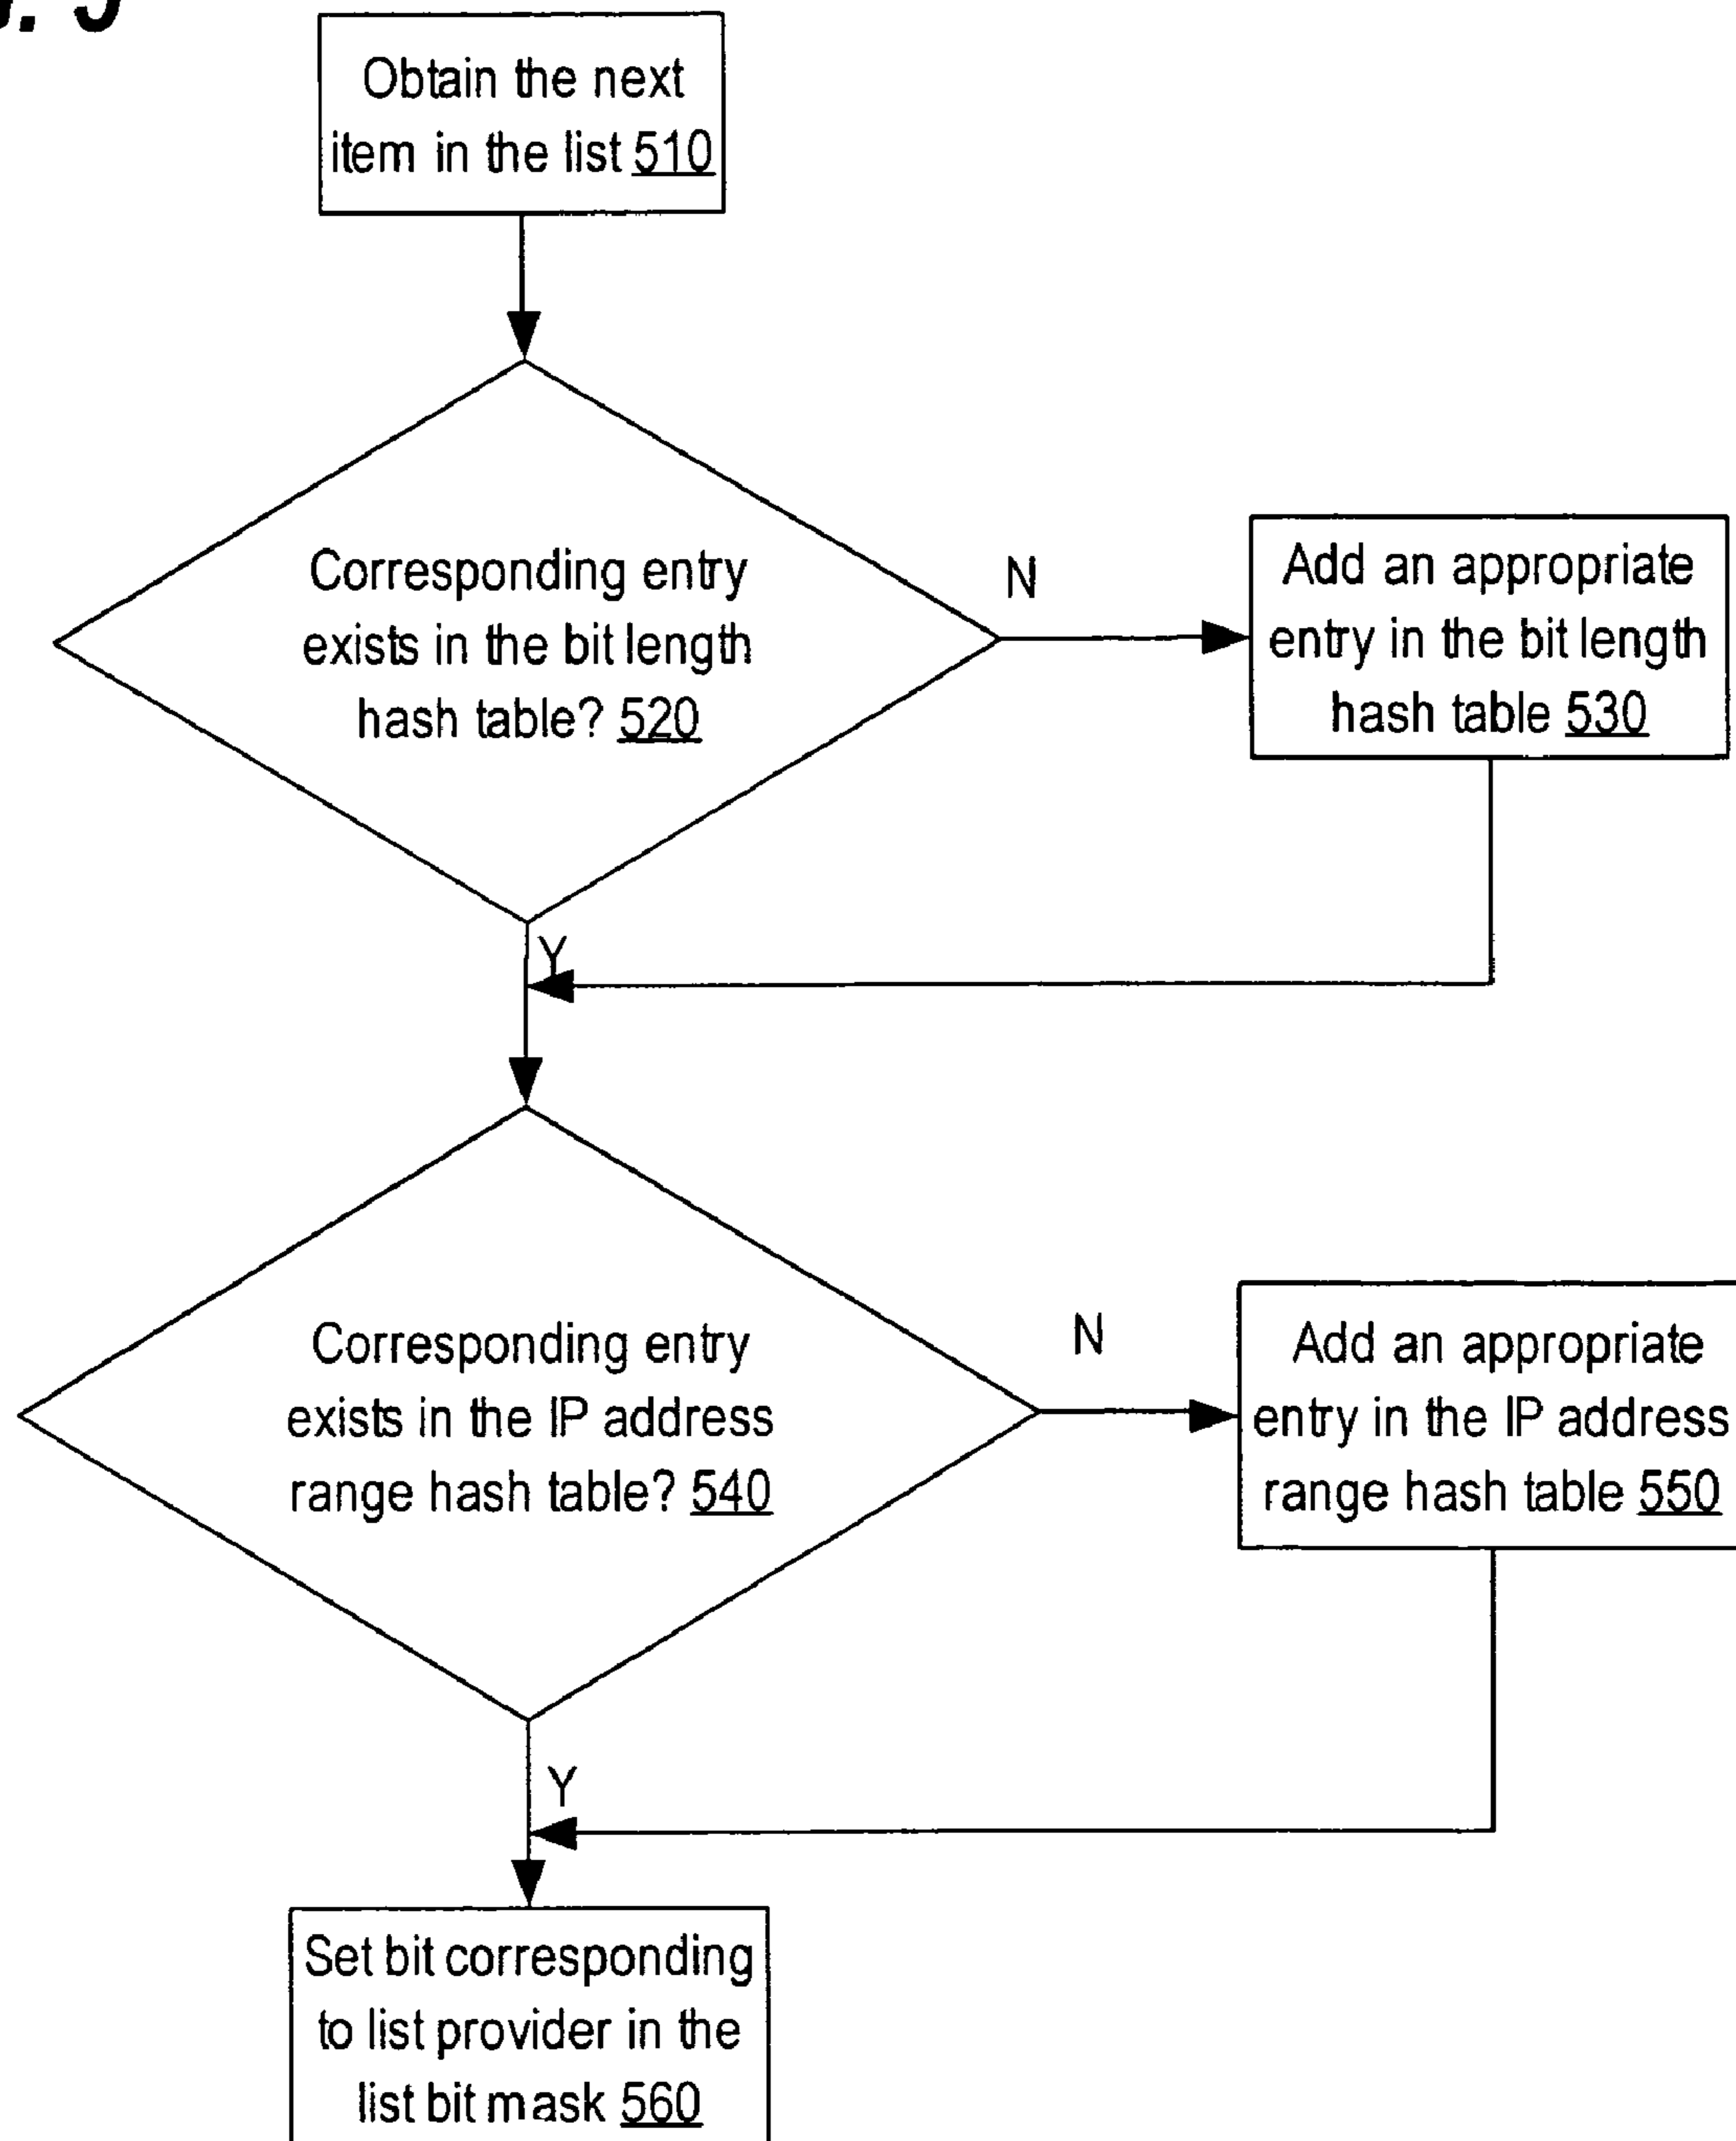 Obtain the next
item in the list 510
Corresponding entry
exists in the bit length
hash table? 520
N
Add an appropriate
entry in the bit length
hash table 530
Y
Corresponding entry
exists in the IP address
range hash table? 540
N
Add an appropriate
entry in the IP address
range hash table 550
Y
Set bit corresponding
to list provider in the
list bit mask 560